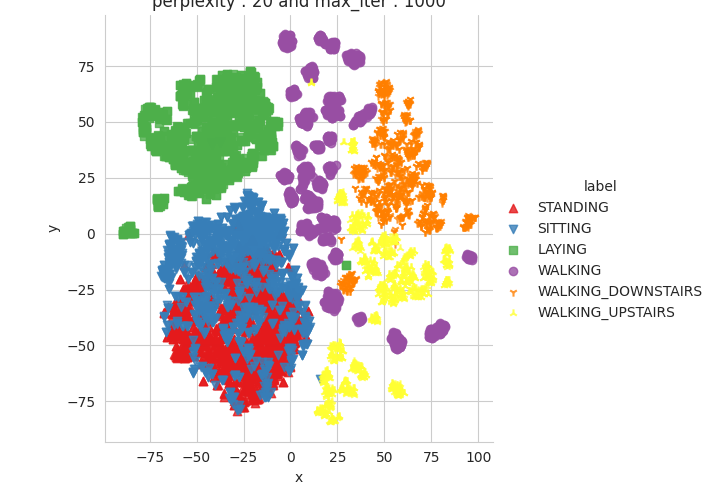 perplexity : 20 and max_iter : 1000
y
75
50
25
0
−25
−50
−75
−75
−50
−25
0
25
50
75
100
x
label
STANDING
SITTING
LAYING
WALKING
WALKING_DOWNSTAIRS
WALKING_UPSTAIRS